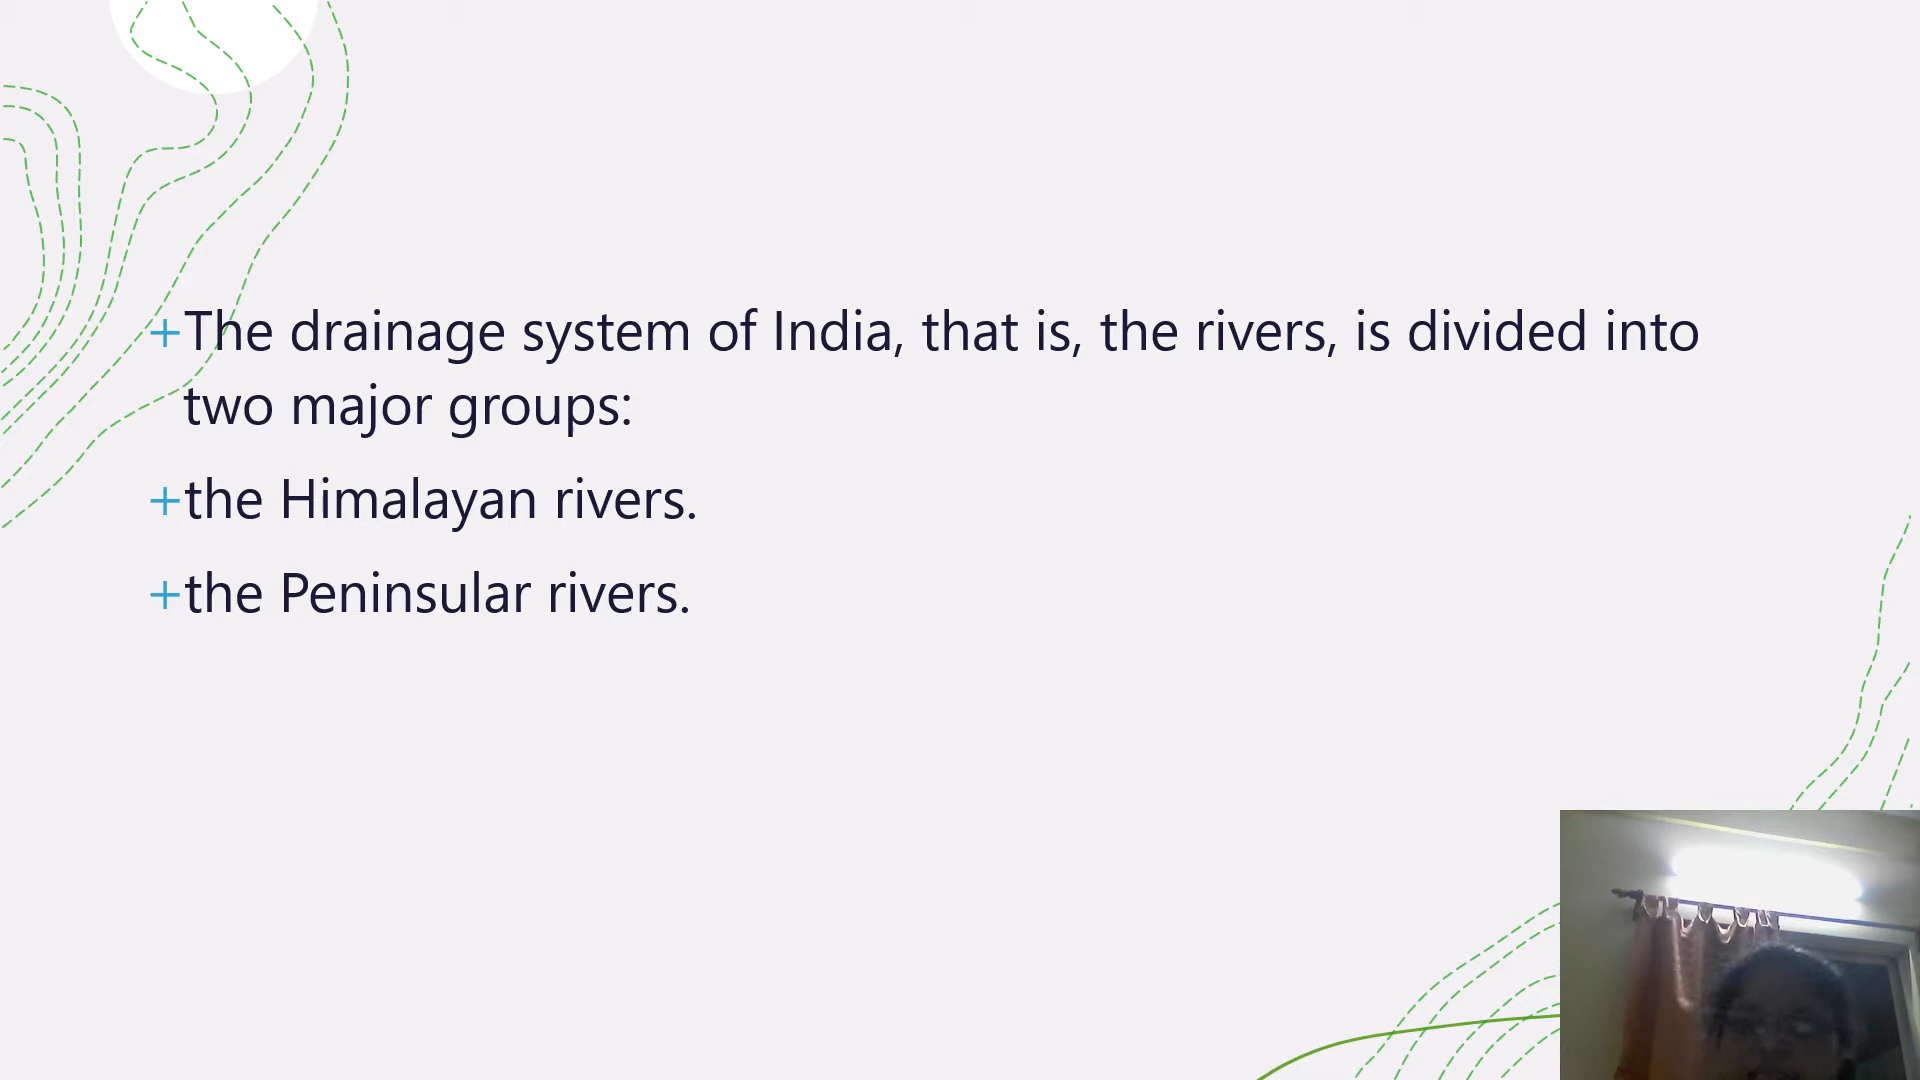 +The drainage system of India, that is, the rivers, is divided into
two major groups:
+the Himalayan rivers.
+the Peninsular rivers.